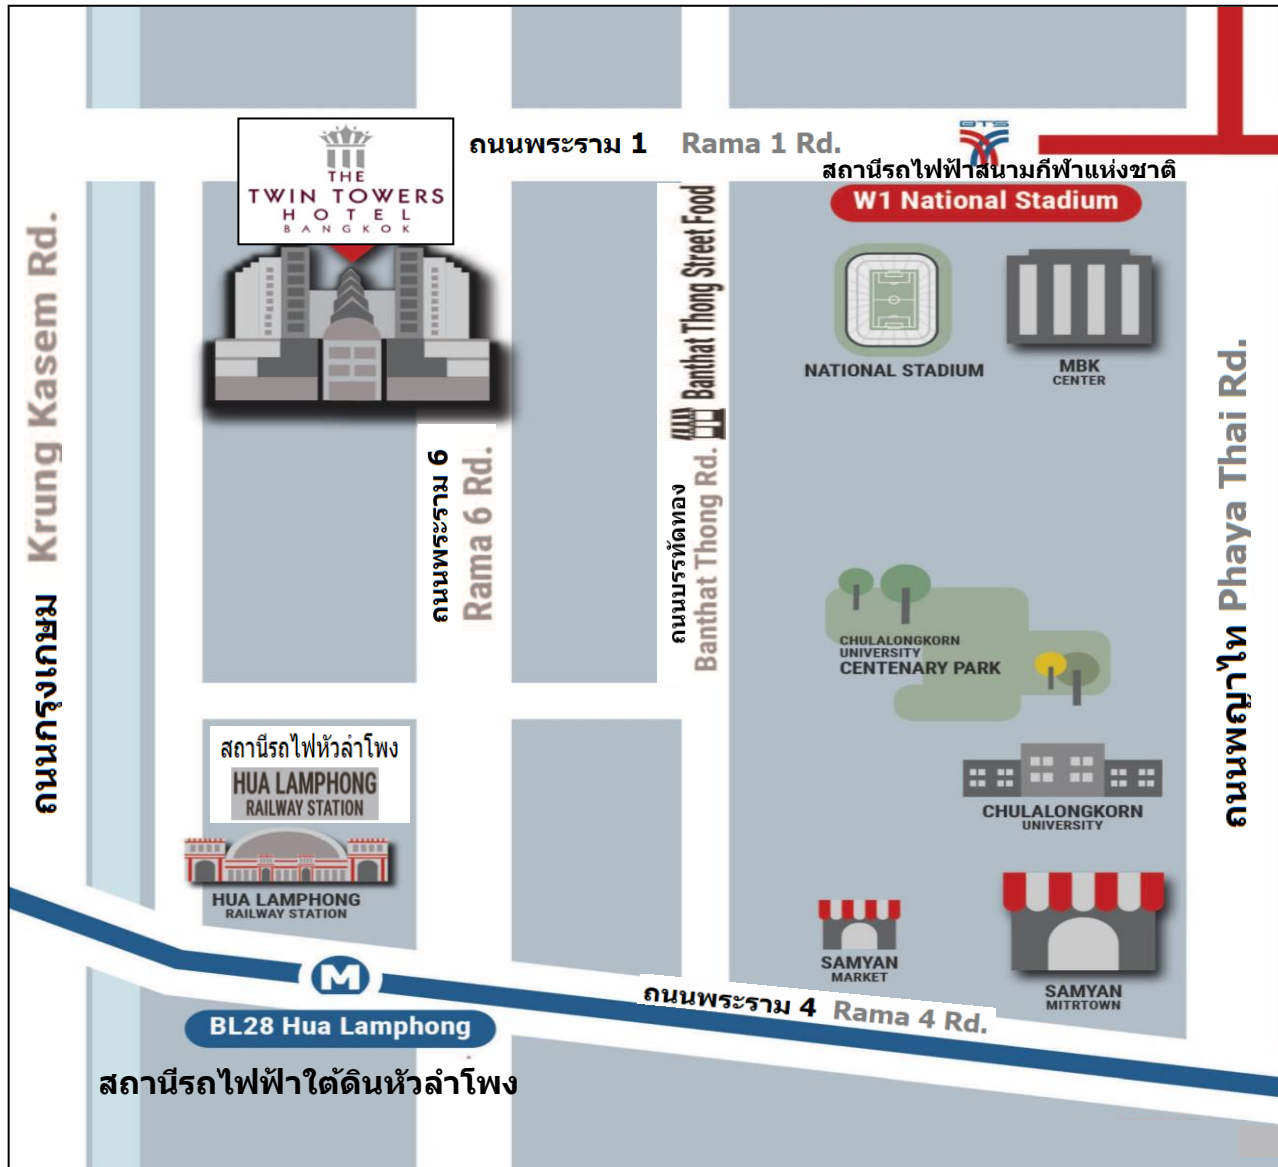 THE
TWIN TOWERS
HOTEL
BANGKOK
ถนนพระราม 1 Rama 1 Rd.
BTS
สถานีรถไฟฟ้าสนามกีฬาแห่งชาติ
W1 National Stadium
NATIONAL STADIUM
MBK
CENTER
ถนนกรุงเกษม Krung Kasem Rd.
ถนนพระราม 6
Rama 6 Rd.
Banthat Thong Street Food
ถนนบรรทัดทอง
Banthat Thong Rd.
ถนนพญาไท Phaya Thai Rd.
CHULALONGKORN
UNIVERSITY
CENTENARY PARK
สถานีรถไฟหัวลำโพง
HUA LAMPHONG
RAILWAY STATION
HUA LAMPHONG
RAILWAY STATION
CHULALONGKORN
UNIVERSITY
SAMYAN
MARKET
SAMYAN
MITRTOWN
M
ถนนพระราม 4 Rama 4 Rd.
BL28 Hua Lamphong
สถานีรถไฟฟ้าใต้ดินหัวลำโพง